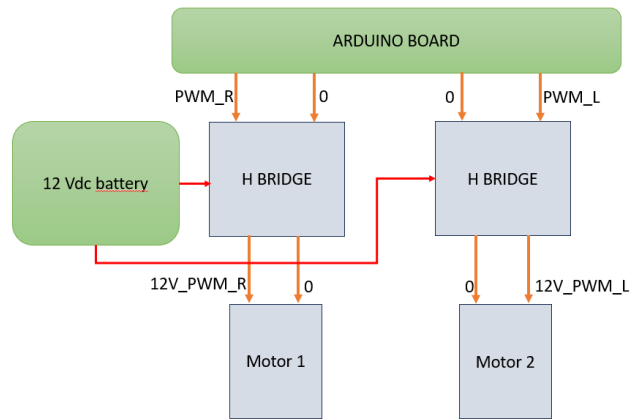 ARDUINO BOARD
PWM_R
0
0
PWM_L
12 Vdc battery
H BRIDGE
H BRIDGE
12V_PWM_R
0
0
12V_PWM_L
Motor 1
Motor 2